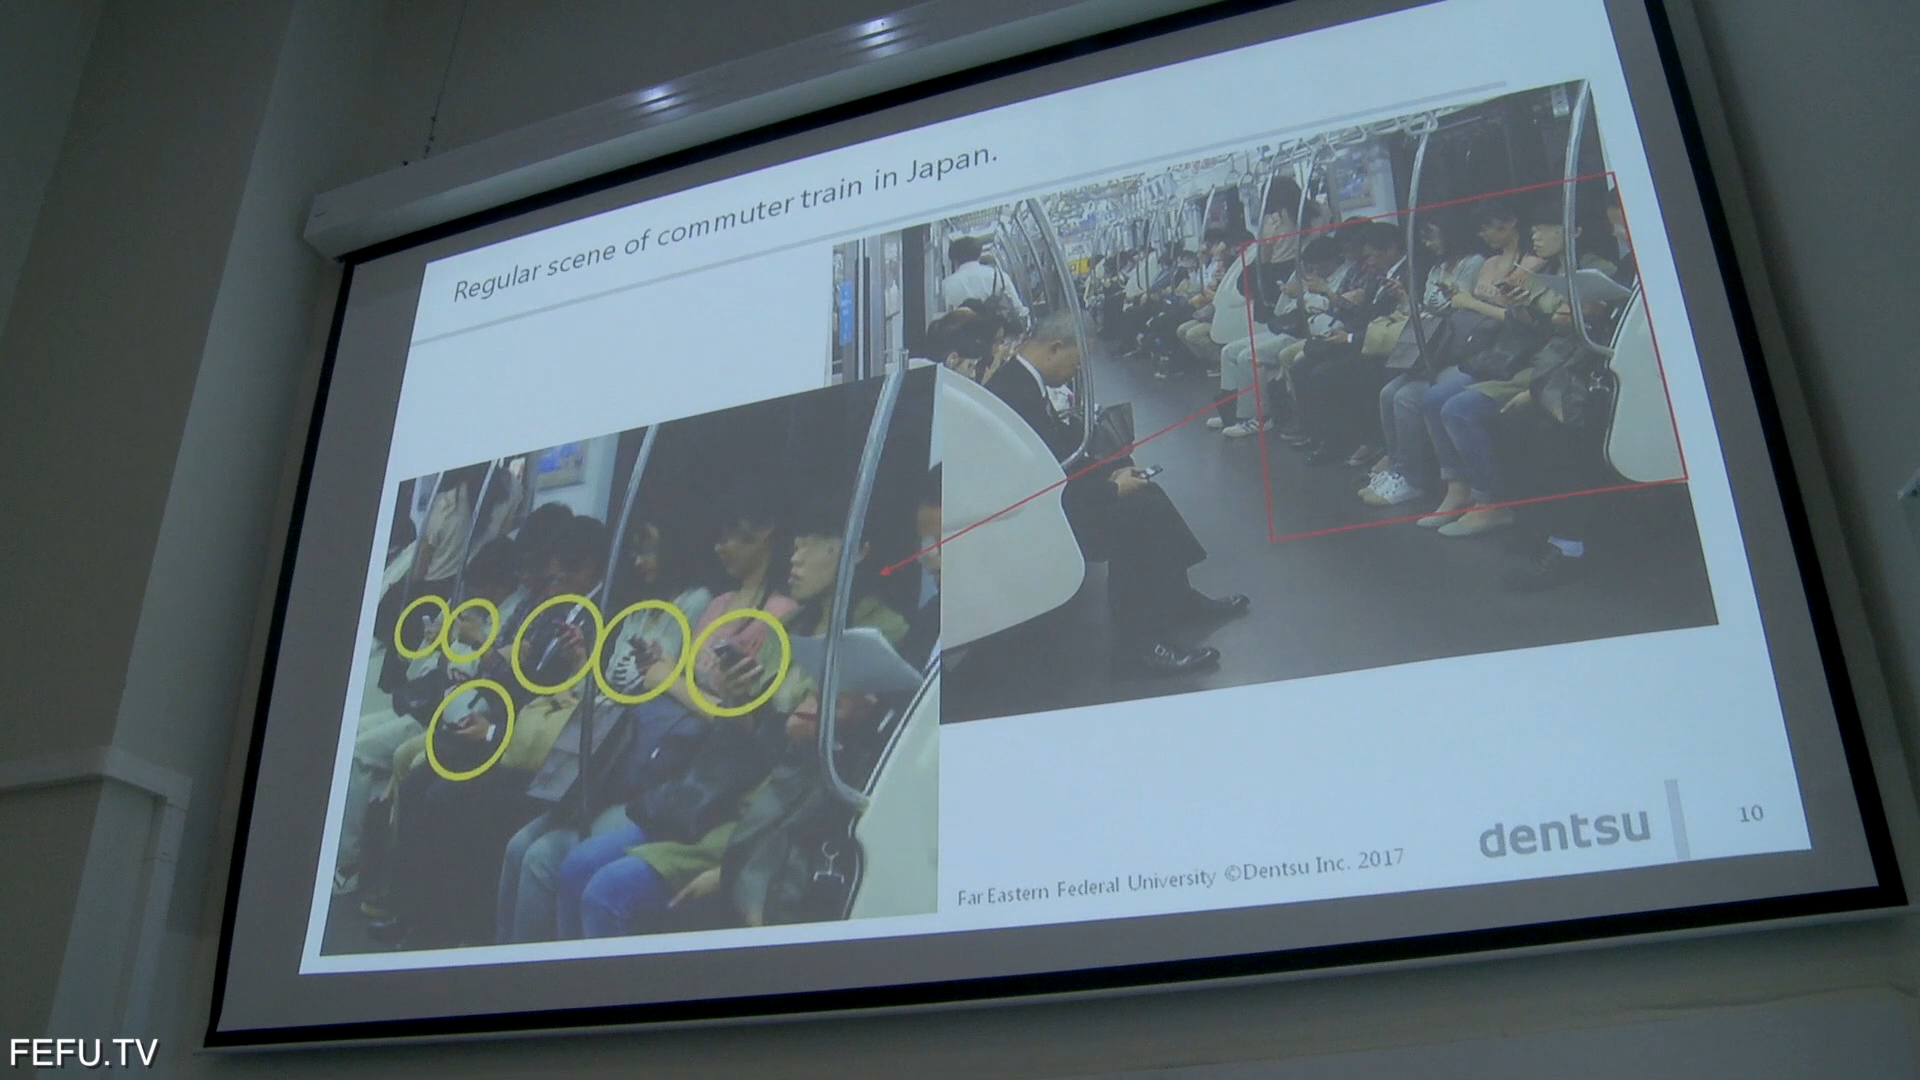 Regular scene of commuter train in Japan.
Far Eastern Federal University ©Dentsu Inc. 2017
dentsu
10
FEFU.TV